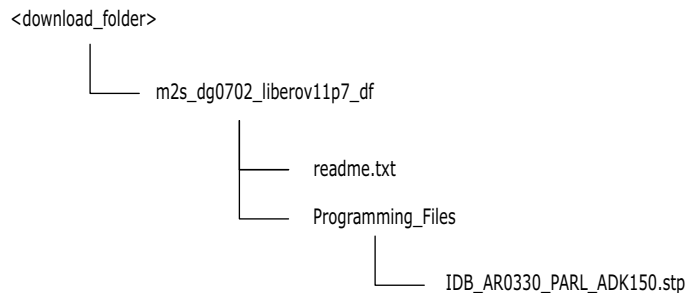 <download_folder>
m2s_dg0702_liberov11p7_df
readme.txt
Programming_Files
IDB_AR0330_PARL_ADK150.stp